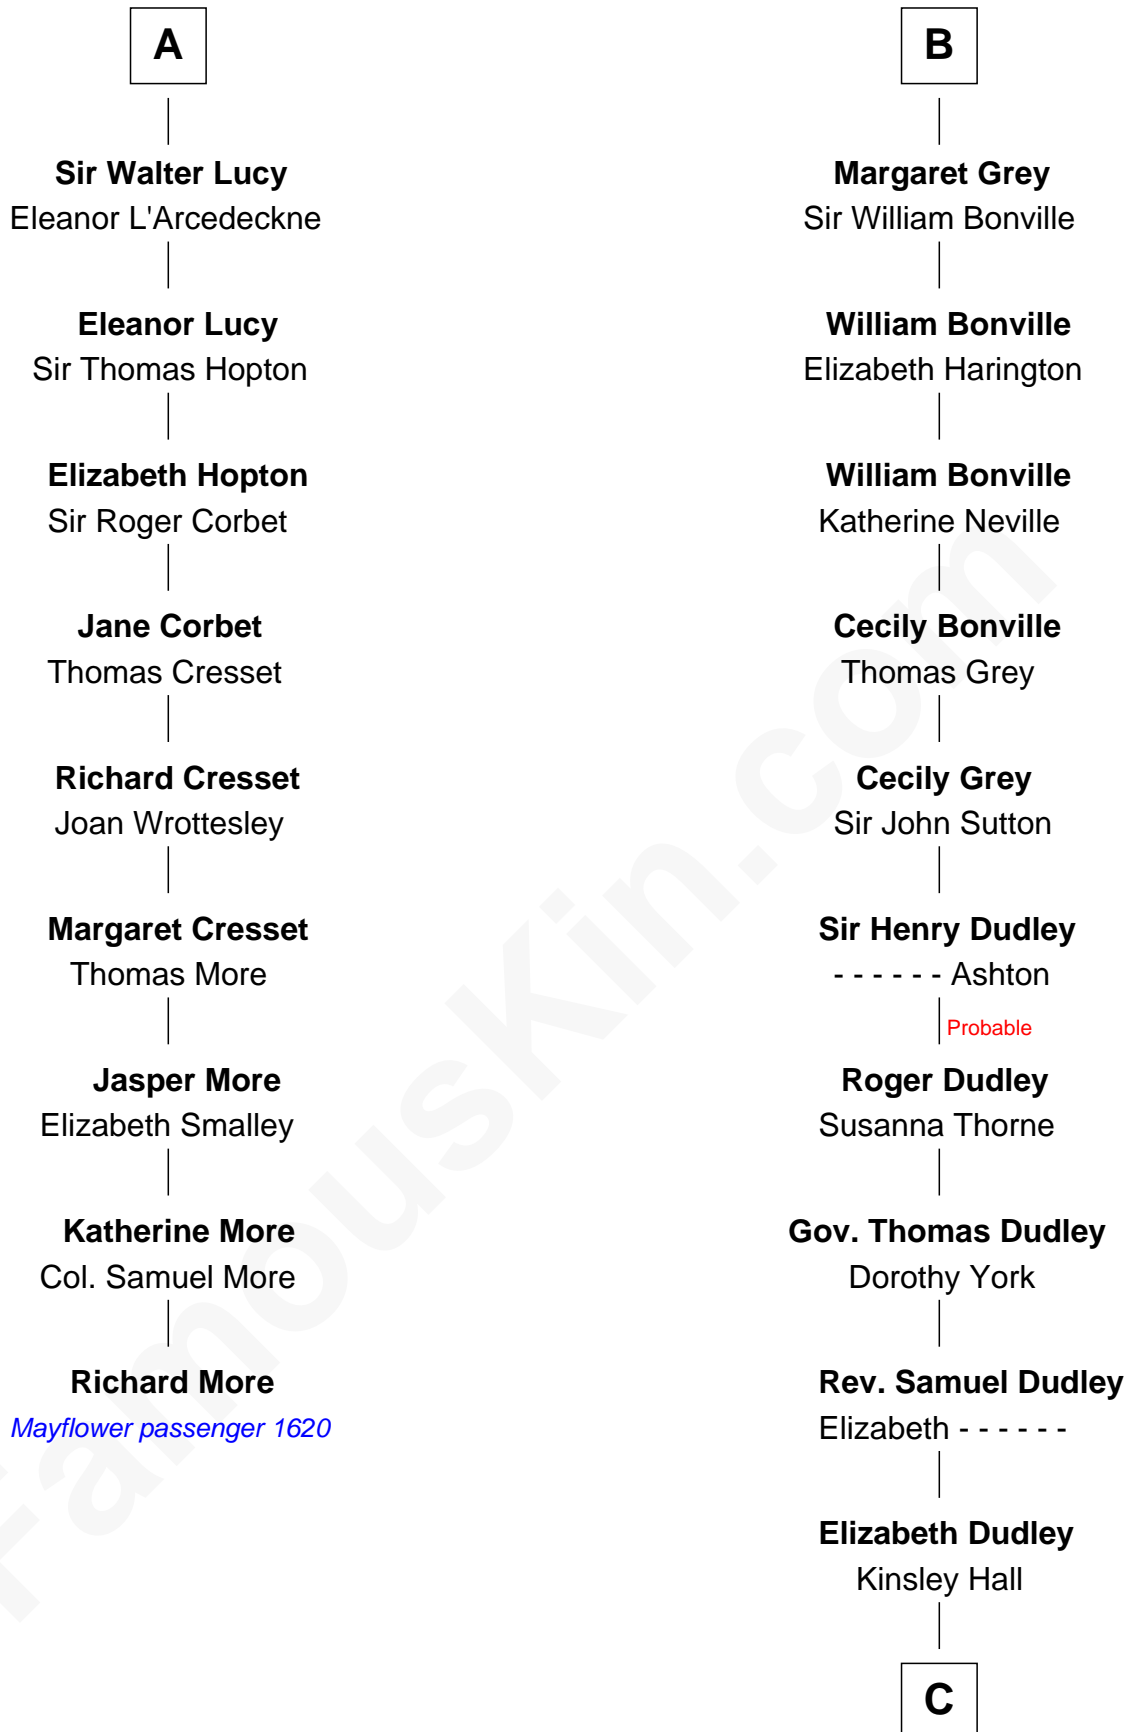 A
Sir Walter Lucy
Eleanor L'Arcedeckne
Eleanor Lucy
Sir Thomas Hopton
Elizabeth Hopton
Sir Roger Corbet
Jane Corbet
Thomas Cresset
Richard Cresset
Joan Wrottesley
Margaret Cresset
Thomas More
Jasper More
Elizabeth Smalley
Katherine More
Col. Samuel More
Richard More
Mayflower passenger 1620
B
Margaret Grey
Sir William Bonville
William Bonville
Elizabeth Harington
William Bonville
Katherine Neville
Cecily Bonville
Thomas Grey
Cecily Grey
Sir John Sutton
Sir Henry Dudley
- - - - - - Ashton
Probable
Roger Dudley
Susanna Thorne
Gov. Thomas Dudley
Dorothy York
Rev. Samuel Dudley
Elizabeth - - - - - -
Elizabeth Dudley
Kinsley Hall
C
FamousKin.com